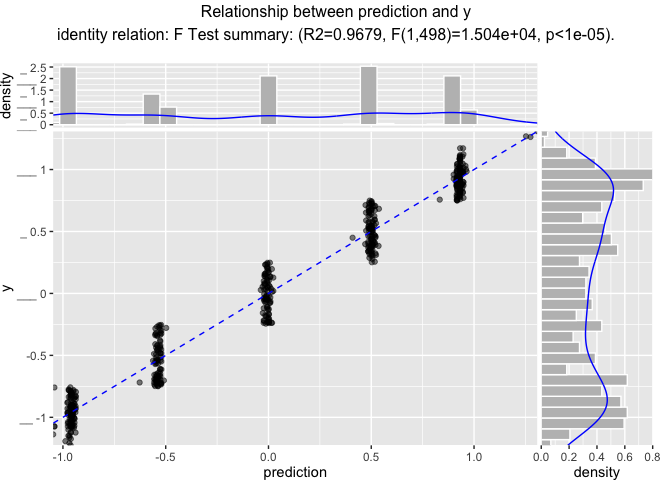 Relationship between prediction and y
identity relation: F Test summary: (R2=0.9679, F(1,498)=1.504e+04, p<1e-05).
density
2.5
2
1.5
1
0.5
0
y
1
0.5
0
-0.5
-1
-1.0 -0.5 0.0 0.5 1.0
prediction
0.0 0.2 0.4 0.6 0.8
density